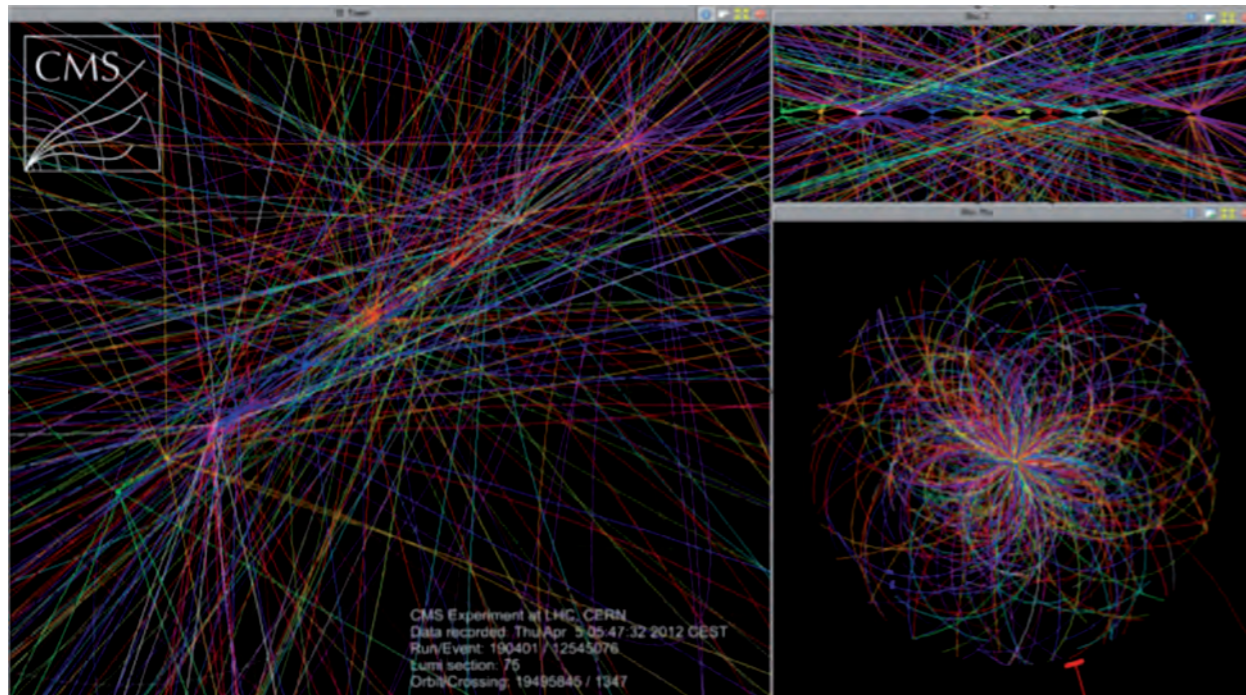 CMS
CMS Experiment at LHC, CERN
Data recorded: Thu Apr 5 05:47:32 2012 CEST
Run/Event: 190401 / 12545076
Lumi section: 75
Orbit/Crossing: 19495845 / 1347